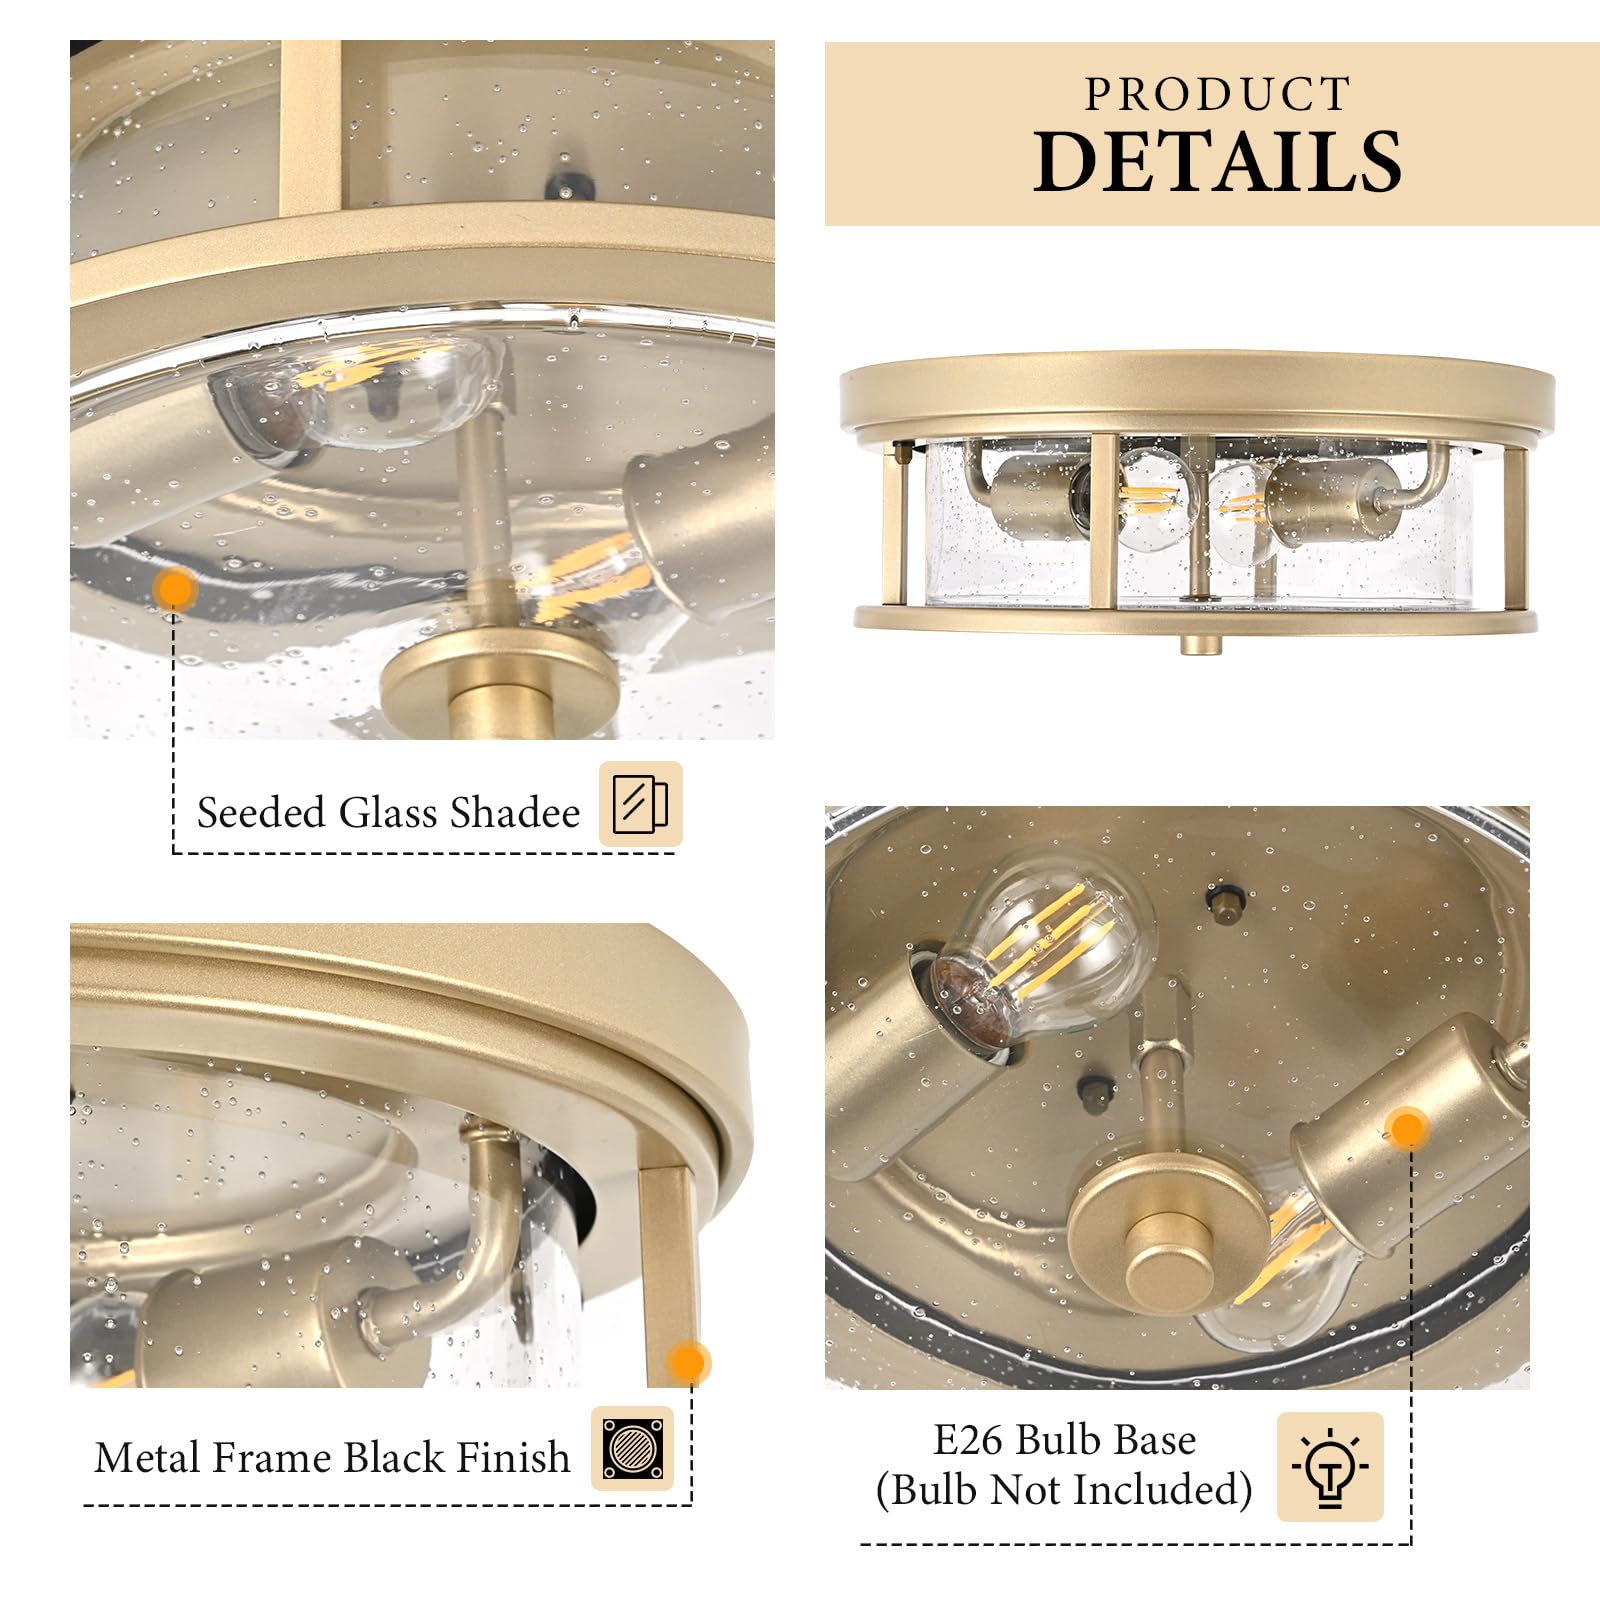 PRODUCT
DETAILS
Seeded Glass Shadee
Metal Frame Black Finish
E26 Bulb Base
(Bulb Not Included)